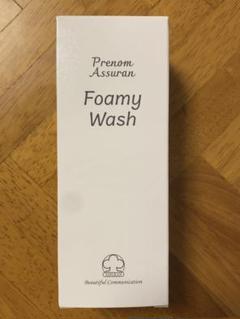 Prenom
Assuran
Foamy
Wash
Beautiful Communication